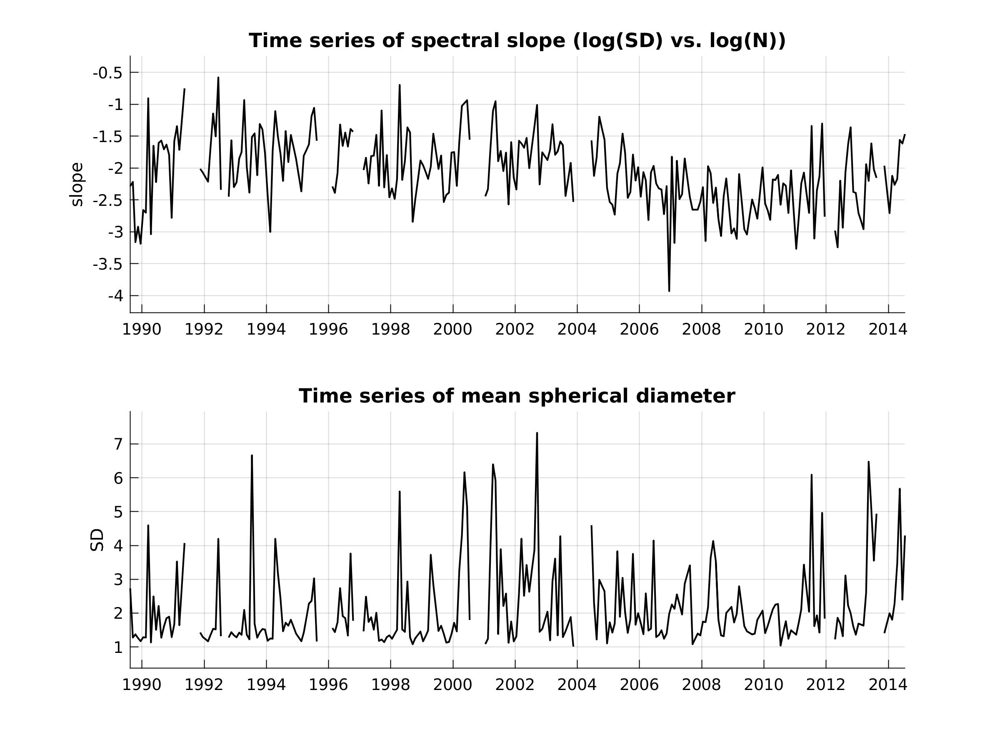 Time series of spectral slope (log(SD) vs. log(N))
-0.5
-1
-1.5
-2
-2.5
-3
-3.5
-4
slope
1990 1992 1994 1996 1998 2000 2002 2004 2006 2008 2010 2012 2014
Time series of mean spherical diameter
7
6
5
4
3
2
1
SD
1990 1992 1994 1996 1998 2000 2002 2004 2006 2008 2010 2012 2014